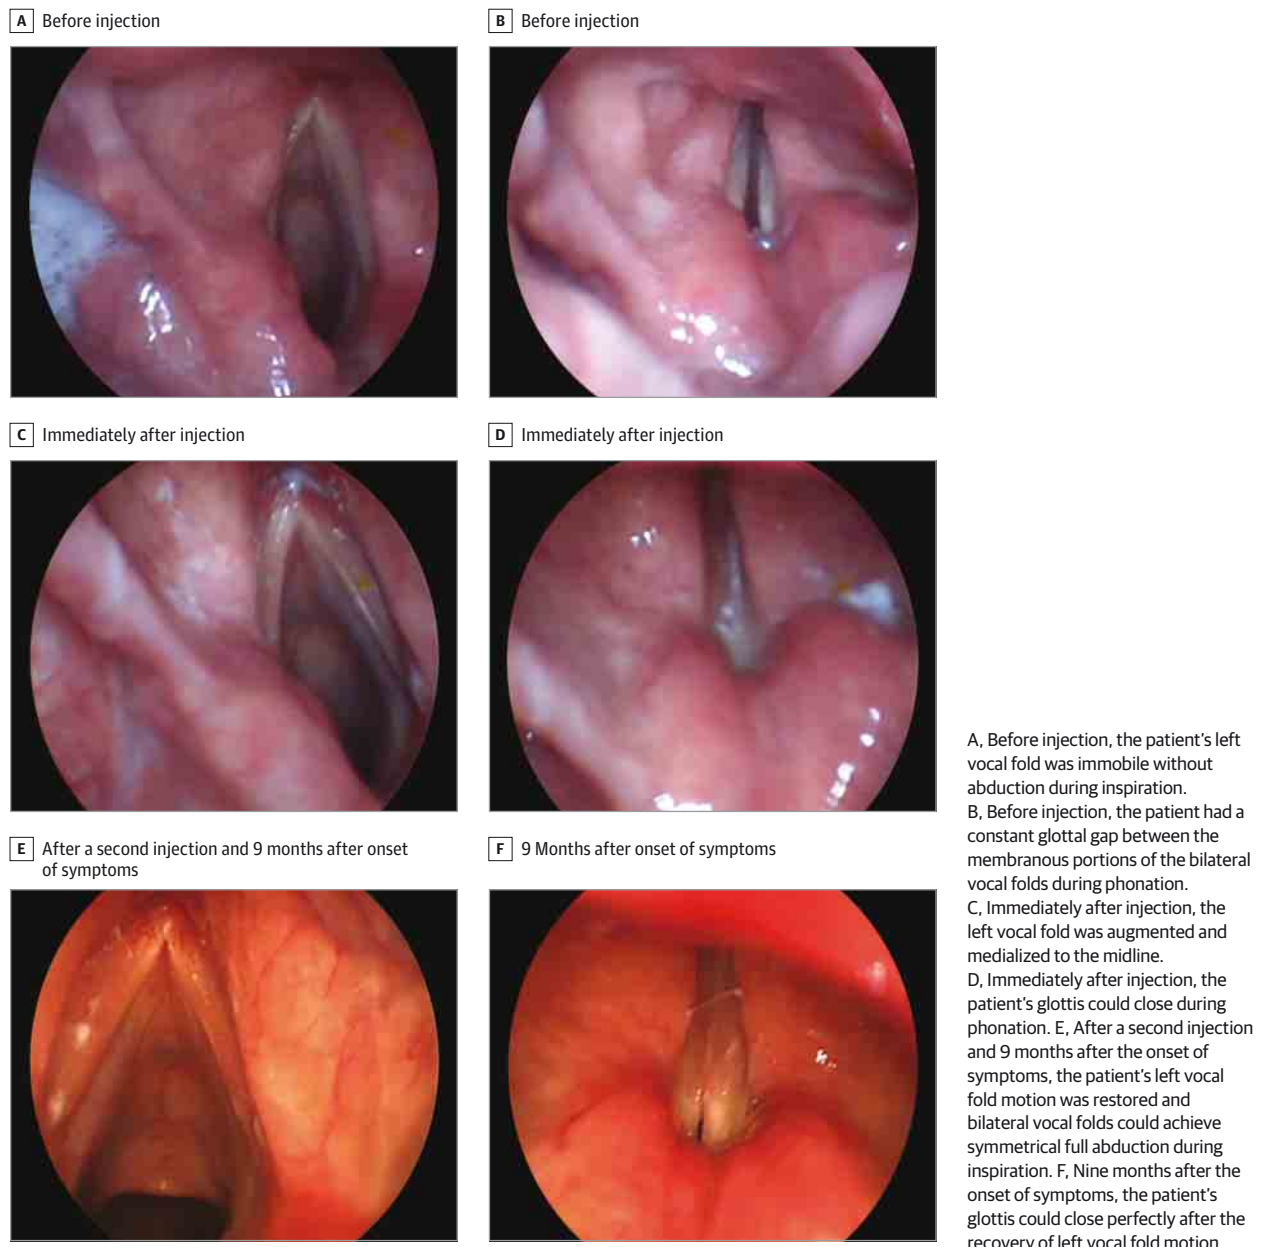 A Before injection
B Before injection
C Immediately after injection
D Immediately after injection
E After a second injection and 9 months after onset
of symptoms
F 9 Months after onset of symptoms
A, Before injection, the patient’s left
vocal fold was immobile without
abduction during inspiration.
B, Before injection, the patient had a
constant glottal gap between the
membranous portions of the bilateral
vocal folds during phonation.
C, Immediately after injection, the
left vocal fold was augmented and
medialized to the midline.
D, Immediately after injection, the
patient’s glottis could close during
phonation. E, After a second injection
and 9 months after the onset of
symptoms, the patient’s left vocal
fold motion was restored and
bilateral vocal folds could achieve
symmetrical full abduction during
inspiration. F, Nine months after the
onset of symptoms, the patient’s
glottis could close perfectly after the
recovery of left vocal fold motion